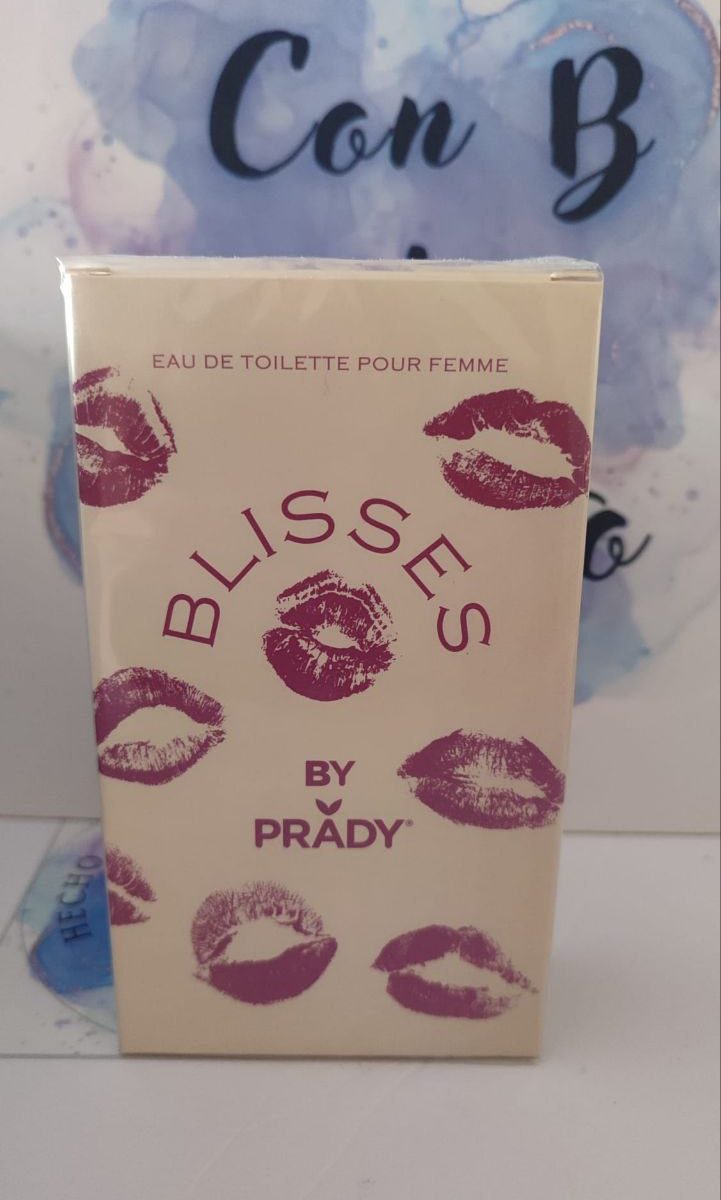 Con B
EAU DE TOILETTE POUR FEMME
BLISSES
BY
PRADY®
HECHO